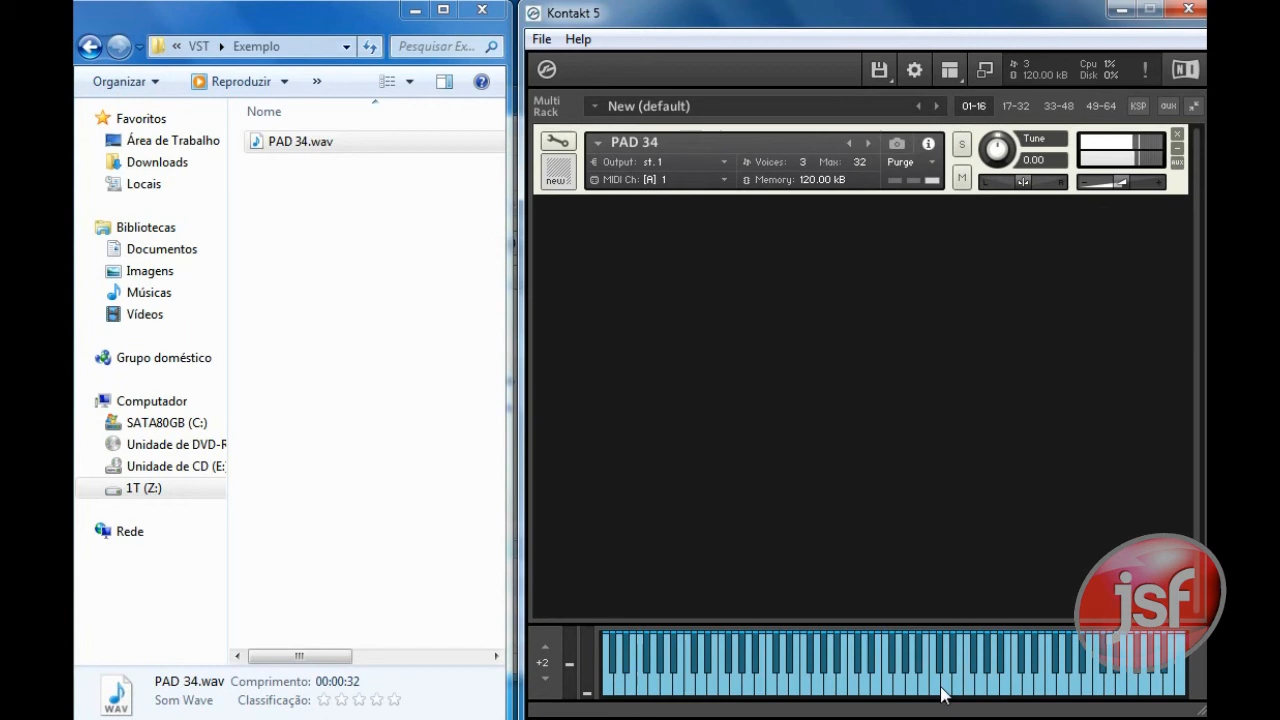 VST Exemplo
Pesquisar Ex...
Organizar
Reproduzir
»
Favoritos
Área de Trabalho
Downloads
Locais
Bibliotecas
Documentos
Imagens
Músicas
Vídeos
Grupo doméstico
Computador
SATA80GB (C:)
Unidade de DVD-R
Unidade de CD (E:
1T (Z:)
Rede
Nome
PAD 34.wav
WAV
PAD 34.wav Comprimento: 00:00:32
Som Wave Classificação:
Kontakt 5
File Help
3
120.00 kB
Cpu 1%
Disk 0%
!
NI
Multi
Rack
New (default)
01-16 17-32 33-48 49-64 KSP AUX
new
PAD 34
Output: st.1
Voices: 3 Max: 32
Purge
MIDI Ch: [A] 1
Memory: 120.00 kB
S
M
Tune
0.00
L R
AUX
+2
jsf